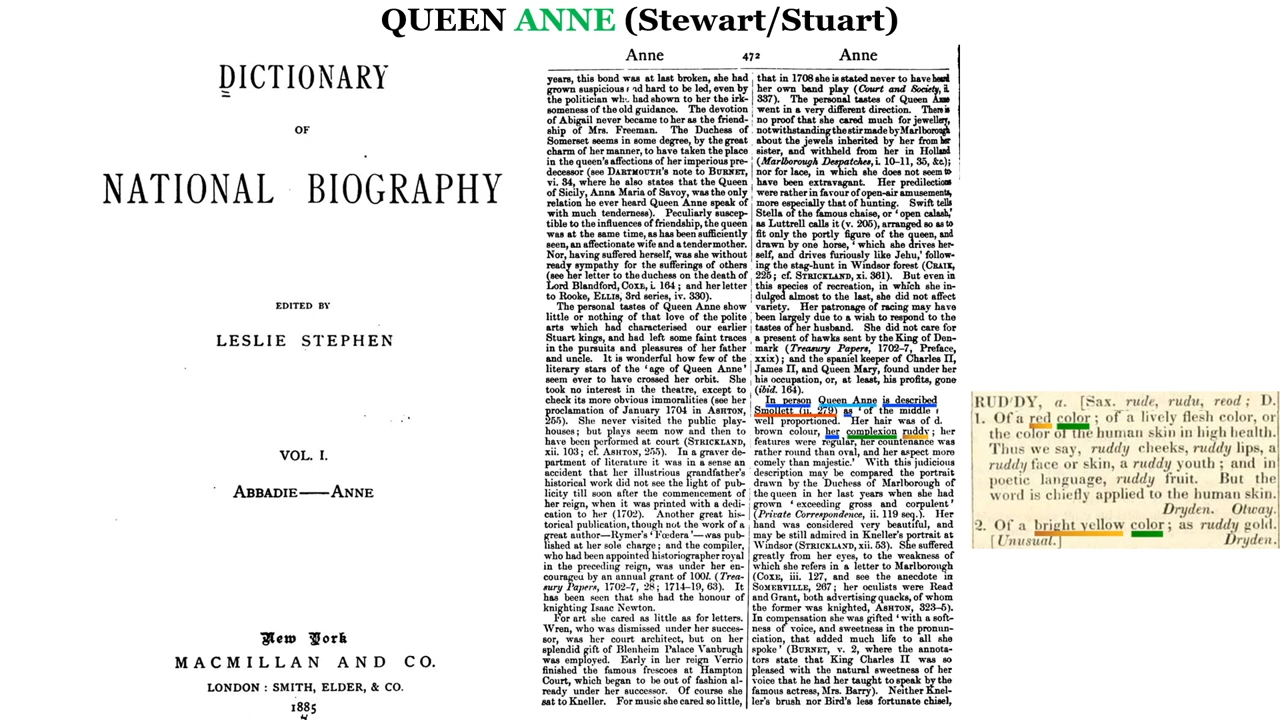 QUEEN ANNE (Stewart/Stuart)
DICTIONARY
OF
NATIONAL BIOGRAPHY
EDITED BY
LESLIE STEPHEN
VOL. I.
ABBADIE——ANNE
New York
MACMILLAN AND CO.
LONDON : SMITH, ELDER, & CO.
1885
Anne 472 Anne
years, this bond was at last broken, she had
grown suspicious and hard to be led, even by
the politician who had shown to her the irk-
someness of the old guidance. The devotion
of Abigail never became to her as the friend-
ship of Mrs. Freeman. The Duchess of
Somerset seems in some degree, by the great
charm of her manner, to have taken the place
in the queen's affections of her imperious pre-
decessor (see DARTMOUTH'S note to BURNET,
vi. 34, where he also states that the Queen
of Sicily, Anna Maria of Savoy, was the only
relation he ever heard Queen Anne speak of
with much tenderness). Peculiarly suscep-
tible to the influences of friendship, the queen
was at the same time, as has been sufficiently
seen, an affectionate wife and a tender mother.
Nor, having suffered herself, was she without
ready sympathy for the sufferings of others
(see her letter to the duchess on the death of
Lord Blandford, COXE, i. 164 ; and her letter
to Rooke, ELLIS, 3rd series, iv. 330).
The personal tastes of Queen Anne show
little or nothing of that love of the polite
arts which had characterised our earlier
Stuart kings, and had left some faint traces
in the pursuits and pleasures of her father
and uncle. It is wonderful how few of the
literary stars of the 'age of Queen Anne'
seem ever to have crossed her orbit. She
took no interest in the theatre, except to
check its more obvious immoralities (see her
proclamation of January 1704 in ASHTON,
255). She never visited the public play-
houses ; but plays seem now and then to
have been performed at court (STRICKLAND,
xii. 103 ; cf. ASHTON, 255). In a graver de-
partment of literature it was in a sense an
accident that her illustrious grandfather's
historical work did not see the light of pub-
licity till soon after the commencement of
her reign, when it was printed with a dedi-
cation to her (1702). Another great his-
torical publication, though not the work of a
great author—Rymer's 'Fœdera'—was pub-
lished at her sole charge ; and the compiler,
who had been appointed historiographer royal
in the preceding reign, was under her en-
couraged by an annual grant of 100l. (Trea-
sury Papers, 1702-7, 28 ; 1714-19, 63). It
has been seen that she had the honour of
knighting Isaac Newton.
For art she cared as little as for letters.
Wren, who was dismissed under her succes-
sor, was her court architect, but on her
splendid gift of Blenheim Palace Vanbrugh
was employed. Early in her reign Verrio
finished the famous frescoes at Hampton
Court, which began to be out of fashion al-
ready under her successor. Of course she
sat to Kneller. For music she cared so little,
that in 1708 she is stated never to have heard
her own band play (Court and Society, ii.
337). The personal tastes of Queen Anne
went in a very different direction. There is
no proof that she cared much for jewellery,
notwithstanding the stir made by Marlborough
about the jewels inherited by her from her
sister, and withheld from her in Holland
(Marlborough Despatches, i. 10-11, 35, &c.);
nor for lace, in which she does not seem to
have been extravagant. Her predilections
were rather in favour of open-air amusements,
more especially that of hunting. Swift tells
Stella of the famous chaise, or 'open calash,'
as Luttrell calls it (v. 205), arranged so as to
fit only the portly figure of the queen, and
drawn by one horse, 'which she drives her-
self, and drives furiously like Jehu,' follow-
ing the stag-hunt in Windsor forest (CRAIK,
225 ; cf. STRICKLAND, xi. 361). But even in
this species of recreation, in which she in-
dulged almost to the last, she did not affect
variety. Her patronage of racing may have
been largely due to a wish to respond to the
tastes of her husband. She did not care for
a present of hawks sent by the King of Den-
mark (Treasury Papers, 1702-7, Preface,
xxix) ; and the spaniel keeper of Charles II,
James II, and Queen Mary, found under her
his occupation, or, at least, his profits, gone
(ibid. 164).
In person Queen Anne is described
Smollett (ii. 279) as 'of the middle
well proportioned. Her hair was of d.
brown colour, her complexion ruddy ; her
features were regular, her countenance was
rather round than oval, and her aspect more
comely than majestic.' With this judicious
description may be compared the portrait
drawn by the Duchess of Marlborough of
the queen in her last years when she had
grown 'exceeding gross and corpulent'
(Private Correspondence, ii. 119 seq.). Her
hand was considered very beautiful, and
may be still admired in Kneller's portrait at
Windsor (STRICKLAND, xii. 53). She suffered
greatly from her eyes, to the weakness of
which she refers in a letter to Marlborough
(COXE, iii. 127, and see the anecdote in
SOMERVILLE, 267 ; her oculists were Read
and Grant, both advertising quacks, of whom
the former was knighted, ASHTON, 323-5).
In compensation she was gifted 'with a soft-
ness of voice, and sweetness in the pronun-
ciation, that added much life to all she
spoke' (BURNET, v. 2, where the annota-
tors state that King Charles II was so
pleased with the natural sweetness of her
voice that he had her taught to speak by the
famous actress, Mrs. Barry). Neither Knel-
ler's brush nor Bird's less fortunate chisel,
RUD'DY, a. [Sax. rude, rudu, reod ; D.
1. Of a red color ; of a lively flesh color, or
the color of the human skin in high health.
Thus we say, ruddy cheeks, ruddy lips, a
ruddy face or skin, a ruddy youth ; and in
poetic language, ruddy fruit. But the
word is chiefly applied to the human skin.
Dryden. Otway.
2. Of a bright yellow color ; as ruddy gold.
[Unusual.] Dryden.